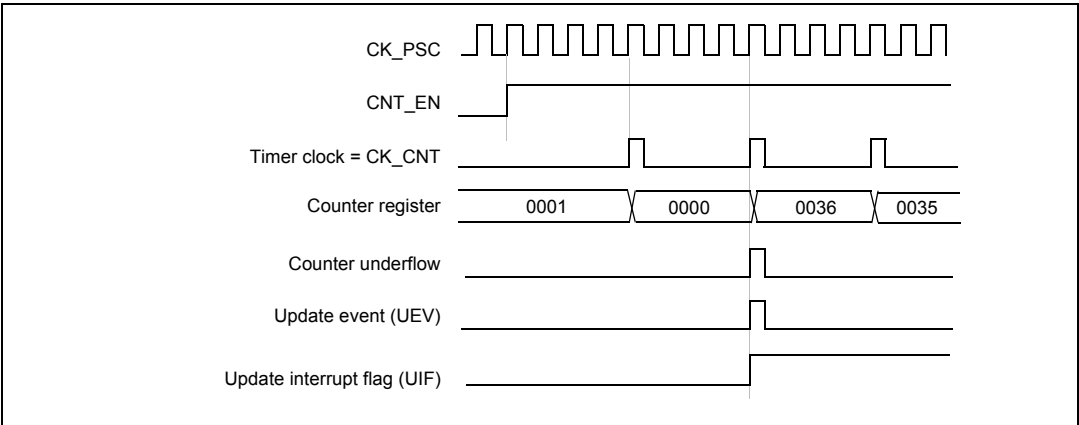 CK_PSC
CNT_EN
Timer clock = CK_CNT
Counter register 0001 0000 0036 0035
Counter underflow
Update event (UEV)
Update interrupt flag (UIF)